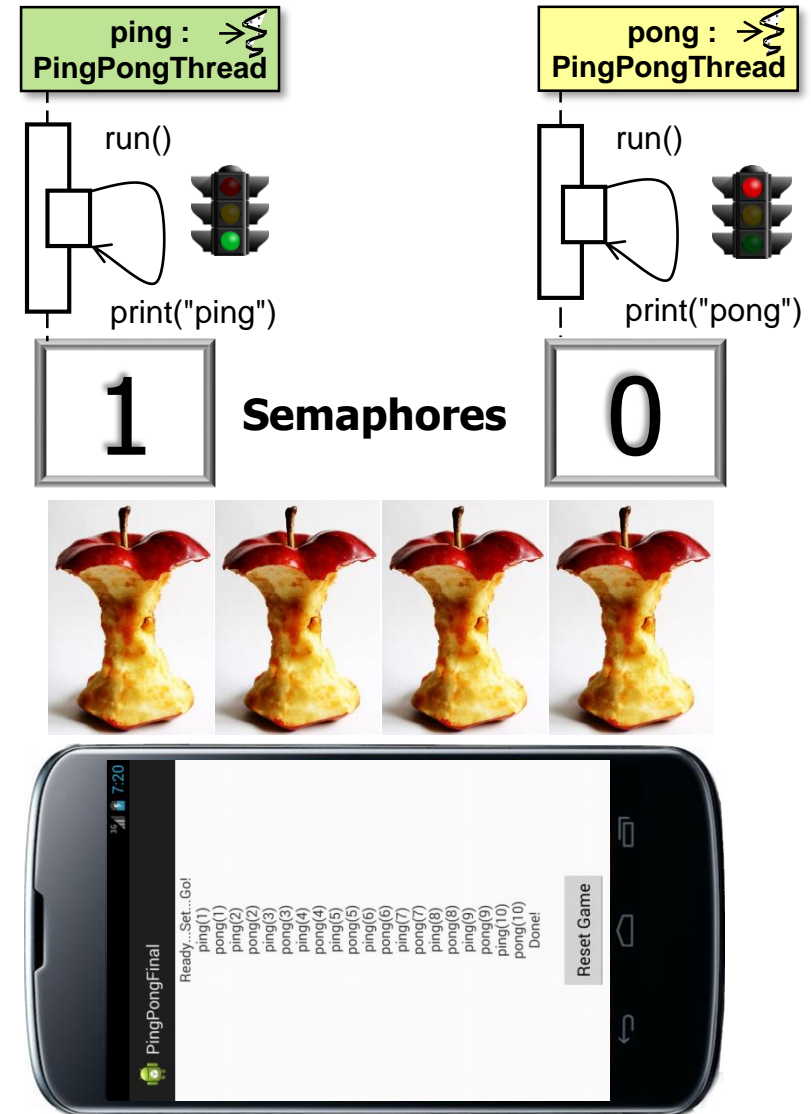 ping :
PingPongThread
pong :
PingPongThread
run()
run()
print("ping")
print("pong")
1
Semaphores
0
3G 7:20
PingPongFinal
Ready...Set...Go!
ping(1)
pong(1)
ping(2)
pong(2)
ping(3)
pong(3)
ping(4)
pong(4)
ping(5)
pong(5)
ping(6)
pong(6)
ping(7)
pong(7)
ping(8)
pong(8)
ping(9)
pong(9)
ping(10)
pong(10)
Done!
Reset Game